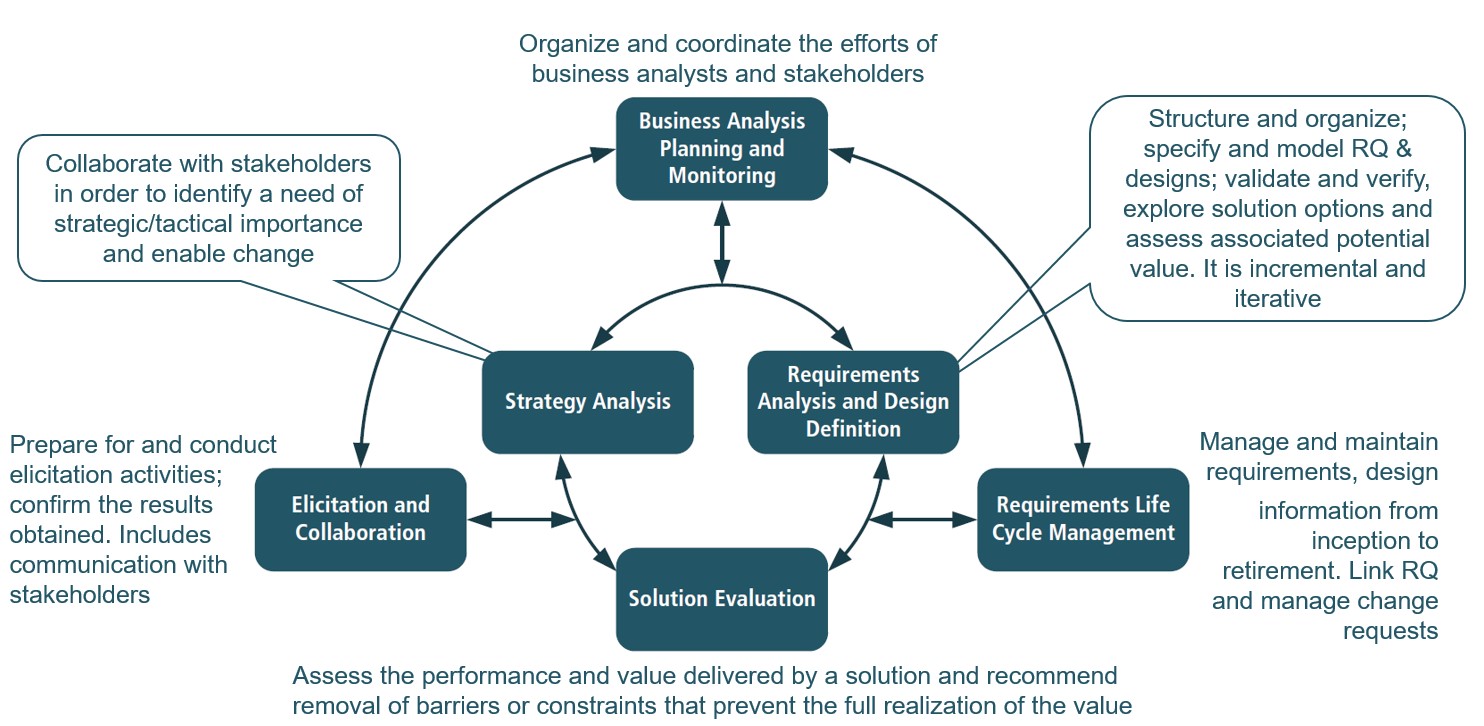 Organize and coordinate the efforts of
business analysts and stakeholders
Business Analysis
Planning and
Monitoring
Collaborate with stakeholders
in order to identify a need of
strategic/tactical importance
and enable change
Structure and organize;
specify and model RQ &
designs; validate and verify,
explore solution options and
assess associated potential
value. It is incremental and
iterative
Strategy Analysis
Requirements
Analysis and Design
Definition
Prepare for and conduct
elicitation activities;
confirm the results
obtained. Includes
communication with
stakeholders
Elicitation and
Collaboration
Requirements Life
Cycle Management
Manage and maintain
requirements, design
information from
inception to
retirement. Link RQ
and manage change
requests
Solution Evaluation
Assess the performance and value delivered by a solution and recommend
removal of barriers or constraints that prevent the full realization of the value